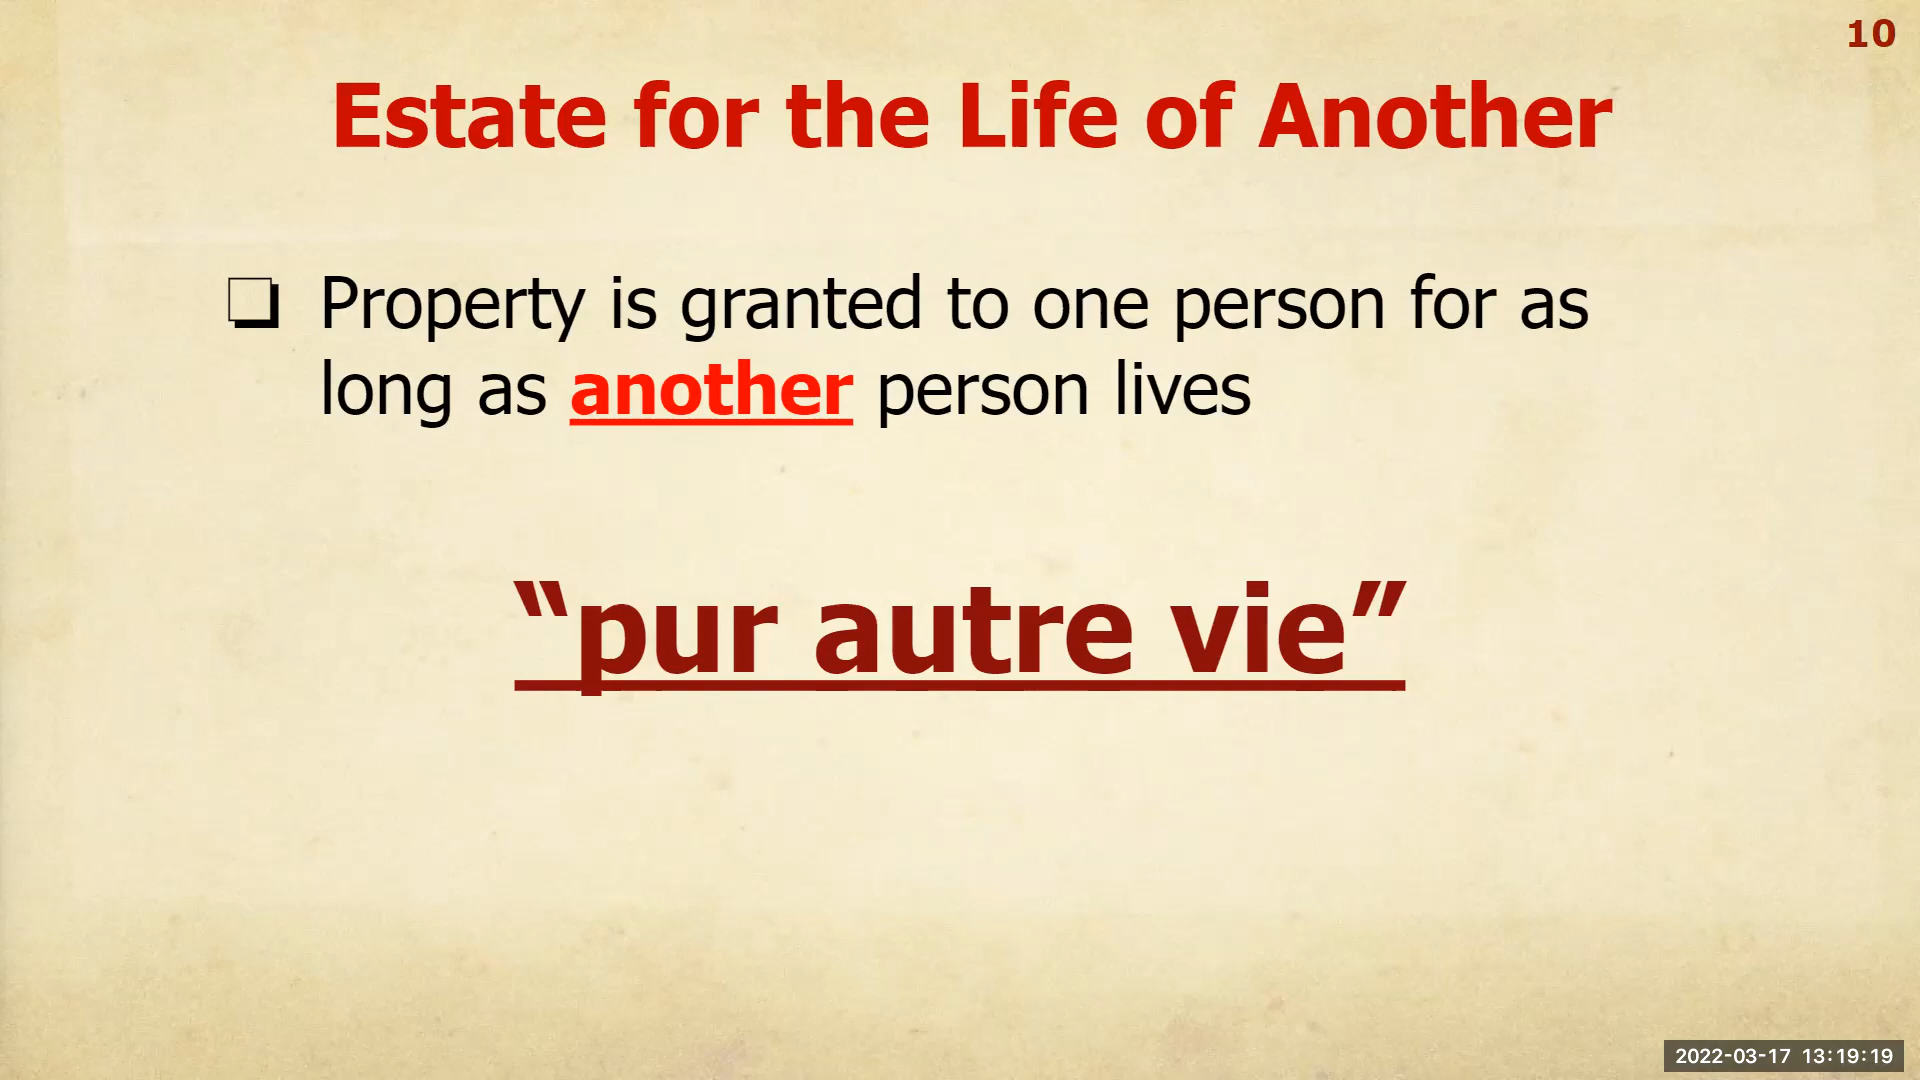 10
Estate for the Life of Another
❏ Property is granted to one person for as
long as another person lives
“pur autre vie”
2022-03-17 13:19:19